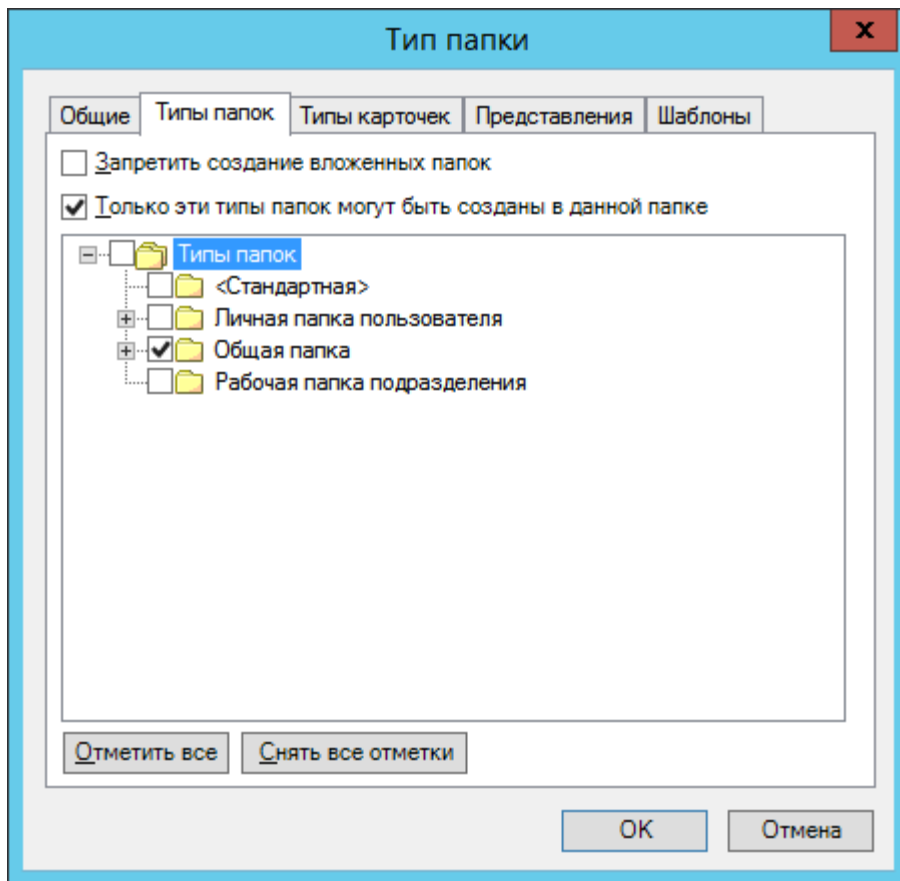 Тип папки
x
Общие Типы папок Типы карточек Представления Шаблоны
Запретить создание вложенных папок
Только эти типы папок могут быть созданы в данной папке
Типы папок
<Стандартная>
Личная папка пользователя
Общая папка
Рабочая папка подразделения
Отметить все Снять все отметки
OK Отмена